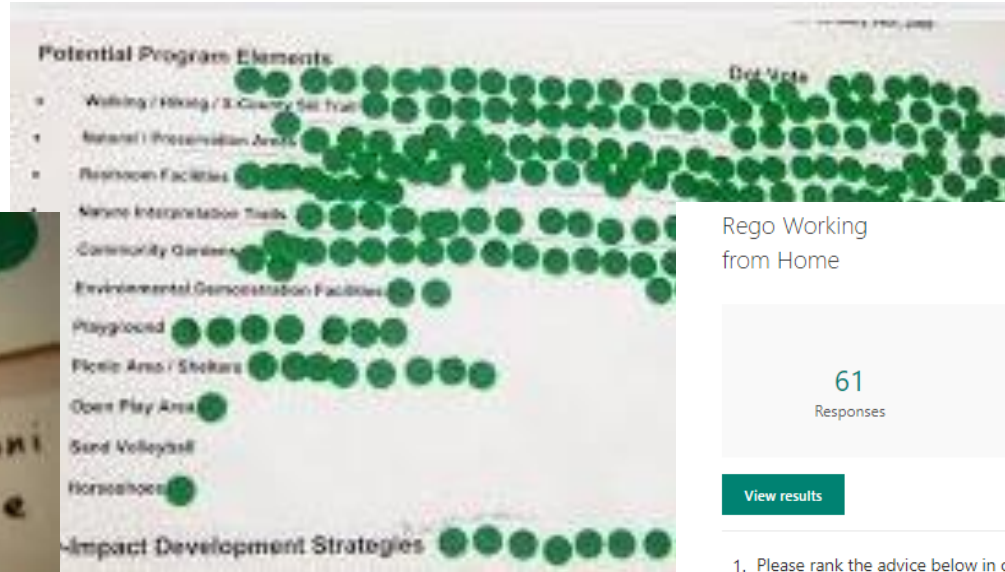 Potential Program Elements
Dot Vote
Walking / Hiking / X-County Ski Trail
Natural / Preservation Areas
Restroom Facilities
Nature Interpretation Trails
Community Gardens
Environmental Demonstration Facilities
Playground
Picnic Area / Shelters
Open Play Area
Sand Volleyball
Horseshoes
-Impact Development Strategies
ni
e
Rego Working
from Home
61
Responses
View results
1. Please rank the advice below in